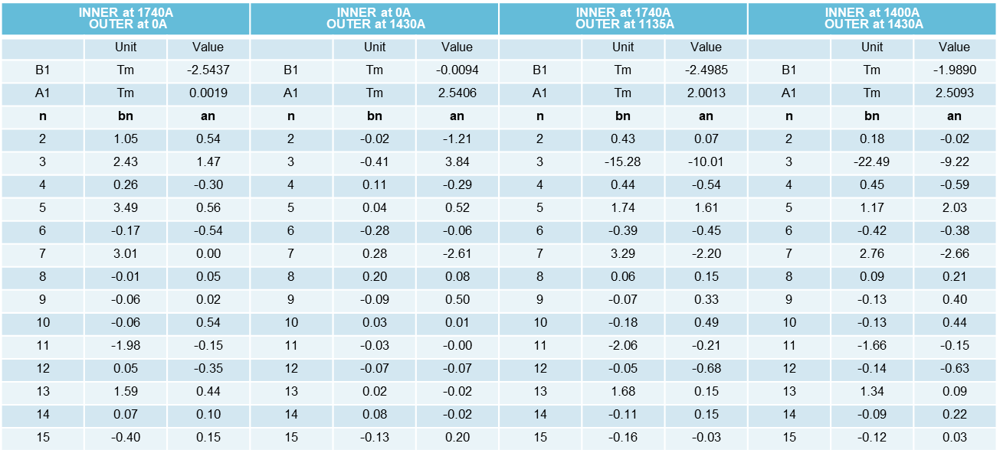 INNER at 1740A INNER at 0A INNER at 1740A INNER at 1400A
OUTER at 0A OUTER at 1430A OUTER at 1135A OUTER at 1430A
Unit Value Unit Value Unit Value Unit Value
B1 Tm -2.5437 B1 Tm -0.0094 B1 Tm -2.4985 B1 Tm -1.9890
A1 Tm 0.0019 A1 Tm 2.5406 A1 Tm 2.0013 A1 Tm 2.5093
n bn an n bn an n bn an n bn an
2 1.05 0.54 2 -0.02 -1.21 2 0.43 0.07 2 0.18 -0.02
3 2.43 1.47 3 -0.41 3.84 3 -15.28 -10.01 3 -22.49 -9.22
4 0.26 -0.30 4 0.11 -0.29 4 0.44 -0.54 4 0.45 -0.59
5 3.49 0.56 5 0.04 0.52 5 1.74 1.61 5 1.17 2.03
6 -0.17 -0.54 6 -0.28 -0.06 6 -0.39 -0.45 6 -0.42 -0.38
7 3.01 0.00 7 0.28 -2.61 7 3.29 -2.20 7 2.76 -2.66
8 -0.01 0.05 8 0.20 0.08 8 0.06 0.15 8 0.09 0.21
9 -0.06 0.02 9 -0.09 0.50 9 -0.07 0.33 9 -0.13 0.40
10 -0.06 0.54 10 0.03 0.01 10 -0.18 0.49 10 -0.13 0.44
11 -1.98 -0.15 11 -0.03 -0.00 11 -2.06 -0.21 11 -1.66 -0.15
12 0.05 -0.35 12 -0.07 -0.07 12 -0.05 -0.68 12 -0.14 -0.63
13 1.59 0.44 13 0.02 -0.02 13 1.68 0.15 13 1.34 0.09
14 0.07 0.10 14 0.08 -0.02 14 -0.11 0.15 14 -0.09 0.22
15 -0.40 0.15 15 -0.13 0.20 15 -0.16 -0.03 15 -0.12 0.03